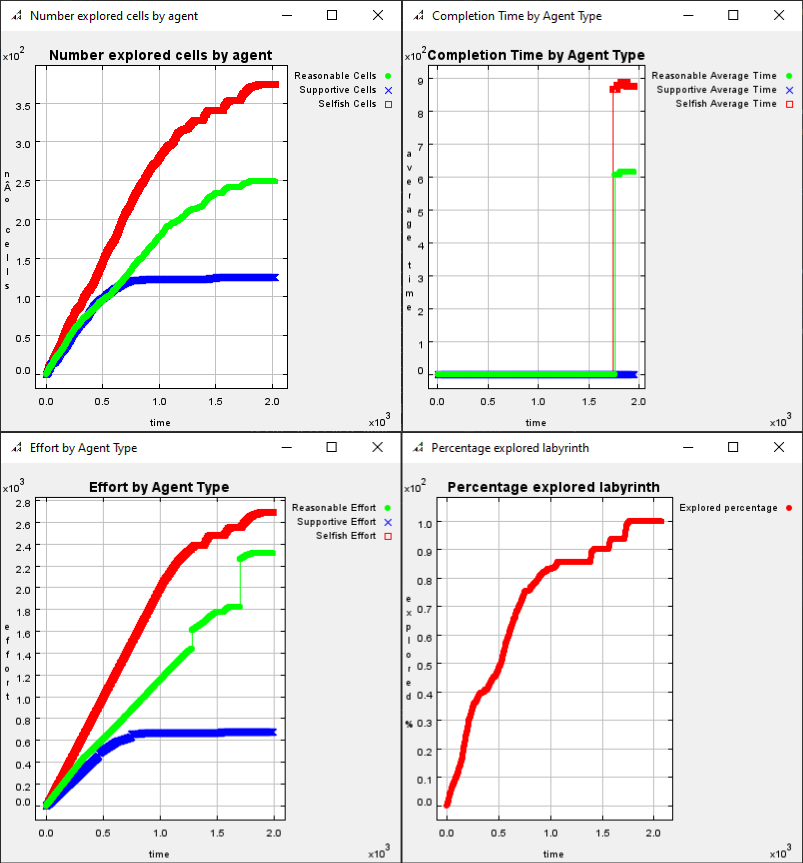 Number explored cells by agent
Number explored cells by agent
x10²
Reasonable Cells
Supportive Cells
Selfish Cells
3.5
3.0
2.5
2.0
1.5
1.0
0.5
0.0
nÂº cells
0.0 0.5 1.0 1.5 2.0
time
x10³
Completion Time by Agent Type
Completion Time by Agent Type
x10²
Reasonable Average Time
Supportive Average Time
Selfish Average Time
9
8
7
6
5
4
3
2
1
0
average time
0.0 0.5 1.0 1.5 2.0
time
x10³
Effort by Agent Type
Effort by Agent Type
x10³
Reasonable Effort
Supportive Effort
Selfish Effort
2.8
2.6
2.4
2.2
2.0
1.8
1.6
1.4
1.2
1.0
0.8
0.6
0.4
0.2
0.0
effort
0.0 0.5 1.0 1.5 2.0
time
x10³
Percentage explored labyrinth
Percentage explored labyrinth
x10²
Explored percentage
1.0
0.9
0.8
0.7
0.6
0.5
0.4
0.3
0.2
0.1
0.0
explored %
0.0 0.5 1.0 1.5 2.0
time
x10³